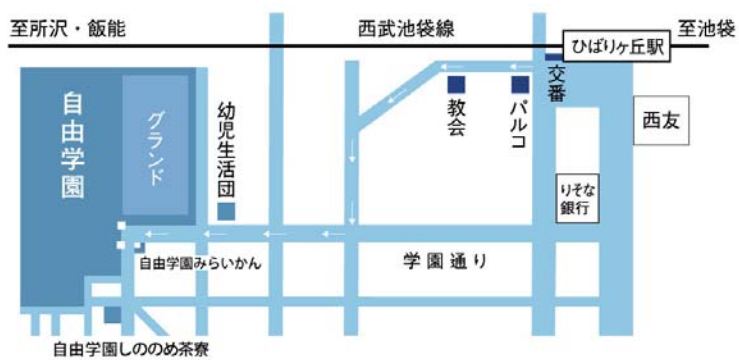 至所沢・飯能
西武池袋線
ひばりヶ丘駅
至池袋
交番
パルコ
教会
西友
自由学園
グランド
幼児生活団
りそな
銀行
自由学園みらいかん
学園通り
自由学園しののめ茶寮